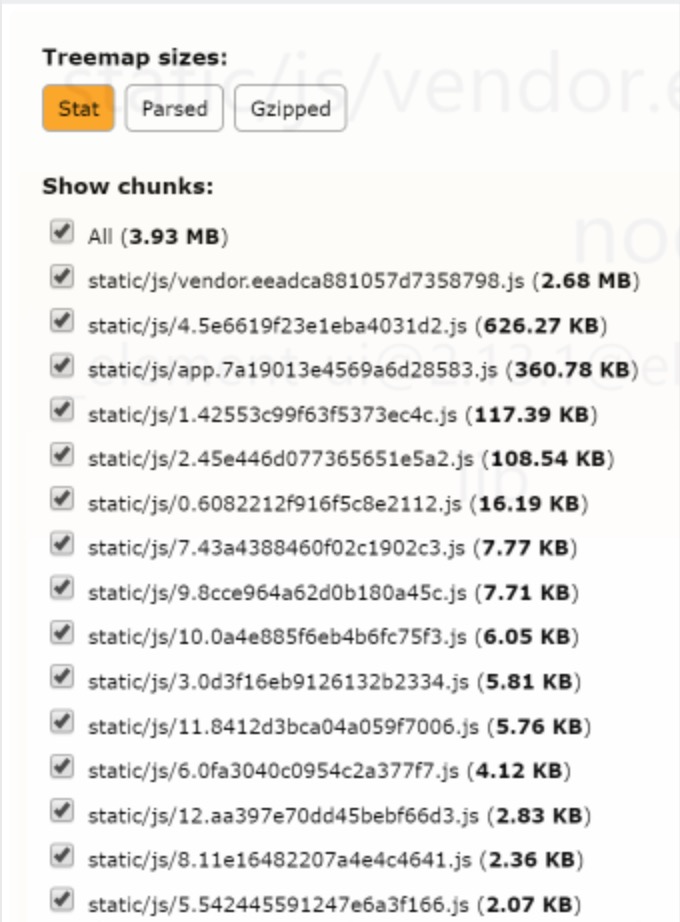 Treemap sizes:
Stat Parsed Gzipped
Show chunks:
All (3.93 MB)
static/js/vendor.eeadca881057d7358798.js (2.68 MB)
static/js/4.5e6619f23e1eba4031d2.js (626.27 KB)
static/js/app.7a19013e4569a6d28583.js (360.78 KB)
static/js/1.42553c99f63f5373ec4c.js (117.39 KB)
static/js/2.45e446d077365651e5a2.js (108.54 KB)
static/js/0.6082212f916f5c8e2112.js (16.19 KB)
static/js/7.43a4388460f02c1902c3.js (7.77 KB)
static/js/9.8cce964a62d0b180a45c.js (7.71 KB)
static/js/10.0a4e885f6eb4b6fc75f3.js (6.05 KB)
static/js/3.0d3f16eb9126132b2334.js (5.81 KB)
static/js/11.8412d3bca04a059f7006.js (5.76 KB)
static/js/6.0fa3040c0954c2a377f7.js (4.12 KB)
static/js/12.aa397e70dd45bebf66d3.js (2.83 KB)
static/js/8.11e16482207a4e4c4641.js (2.36 KB)
static/js/5.542445591247e6a3f166.js (2.07 KB)